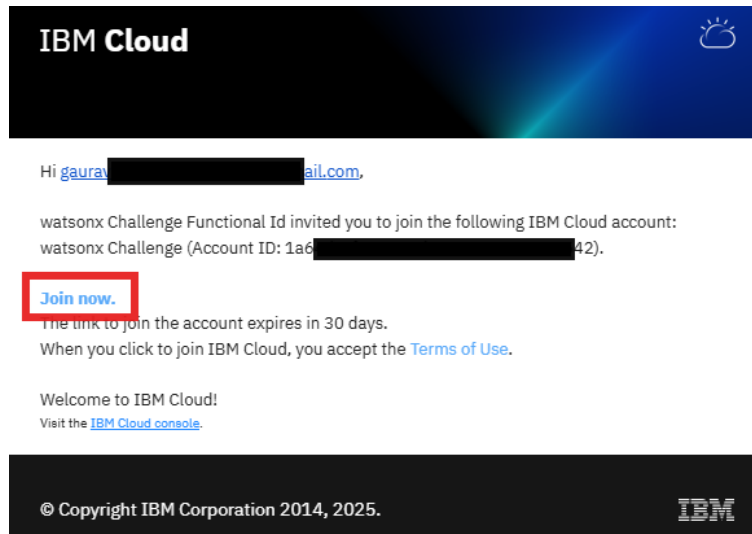 IBM Cloud
Hi gaurav ail.com,
watsonx Challenge Functional Id invited you to join the following IBM Cloud account:
watsonx Challenge (Account ID: 1a6 42).
Join now.
The link to join the account expires in 30 days.
When you click to join IBM Cloud, you accept the Terms of Use.
Welcome to IBM Cloud!
Visit the IBM Cloud console.
© Copyright IBM Corporation 2014, 2025.
IBM